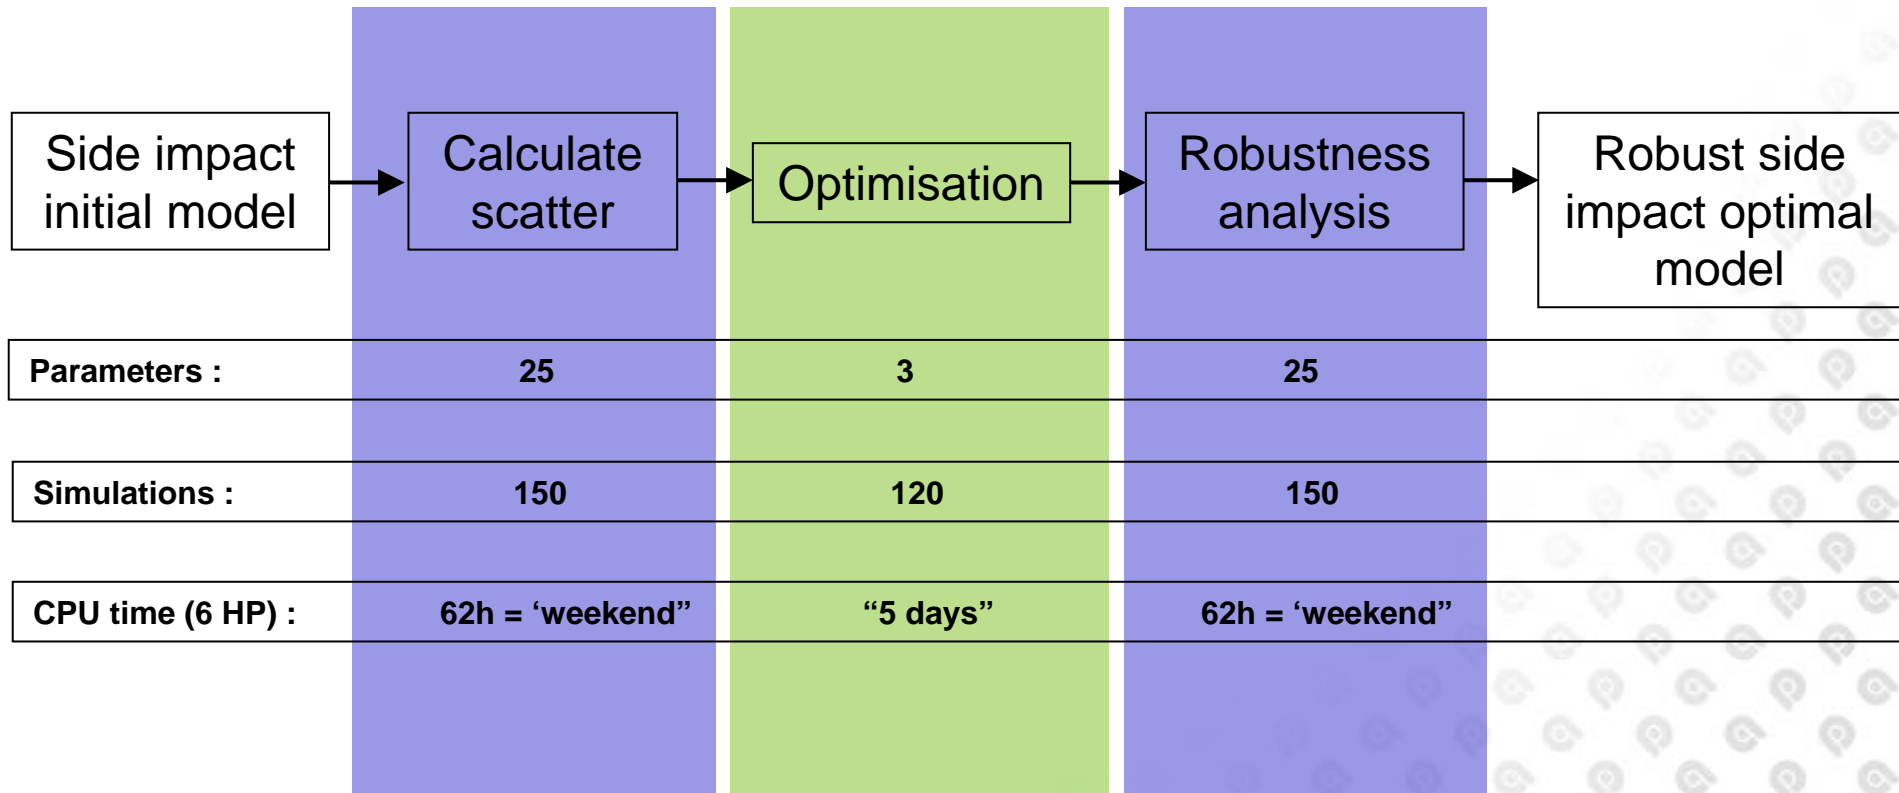 Side impact
initial model
Calculate
scatter
Optimisation
Robustness
analysis
Robust side
impact optimal
model
Parameters : 25 3 25
Simulations : 150 120 150
CPU time (6 HP) : 62h = ‘weekend” “5 days” 62h = ‘weekend”